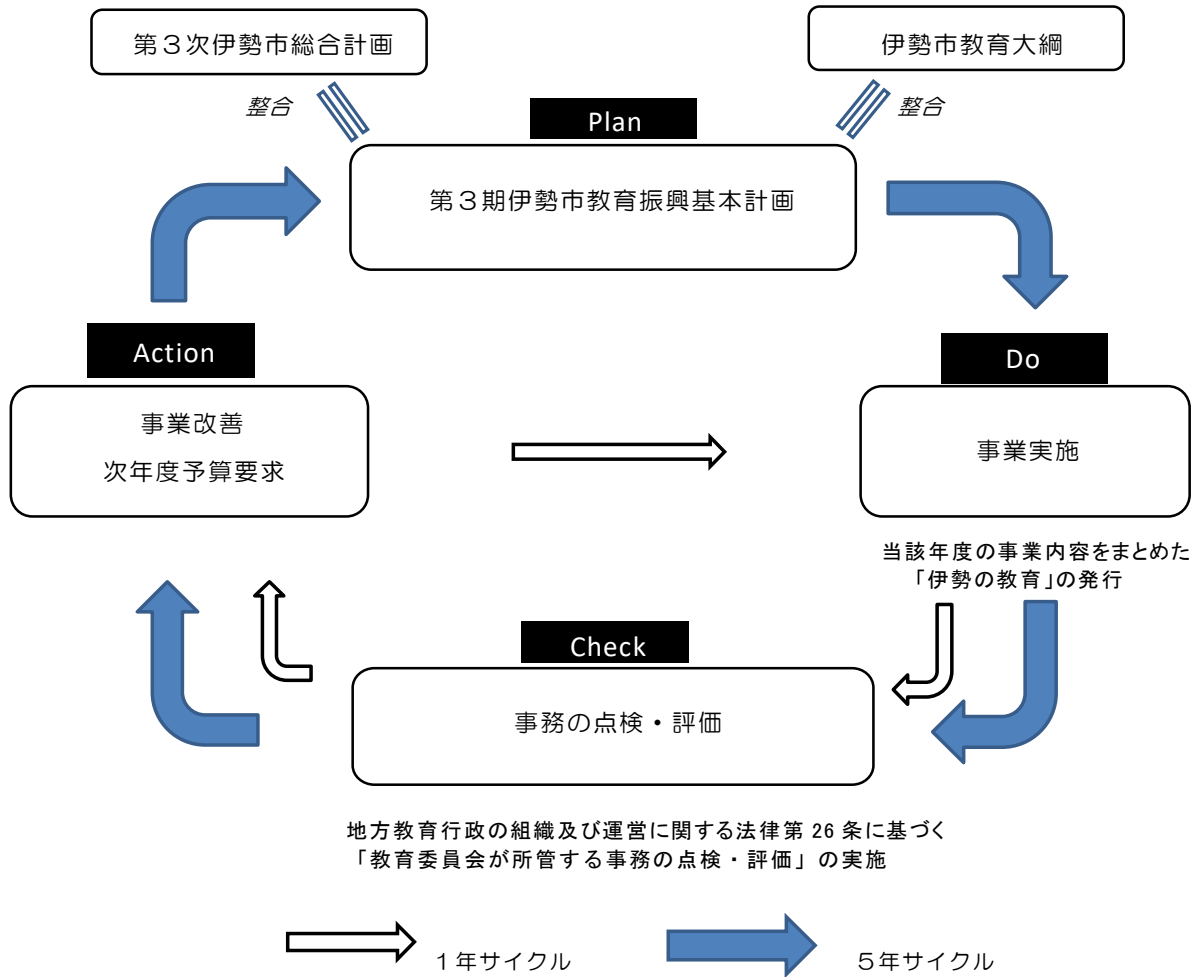 第３次伊勢市総合計画
伊勢市教育大綱
整合
整合
Plan
第３期伊勢市教育振興基本計画
Action
事業改善
次年度予算要求
Do
事業実施
当該年度の事業内容をまとめた
「伊勢の教育」の発行
Check
事務の点検・評価
地方教育行政の組織及び運営に関する法律第 26 条に基づく
「教育委員会が所管する事務の点検・評価」の実施
１年サイクル
５年サイクル